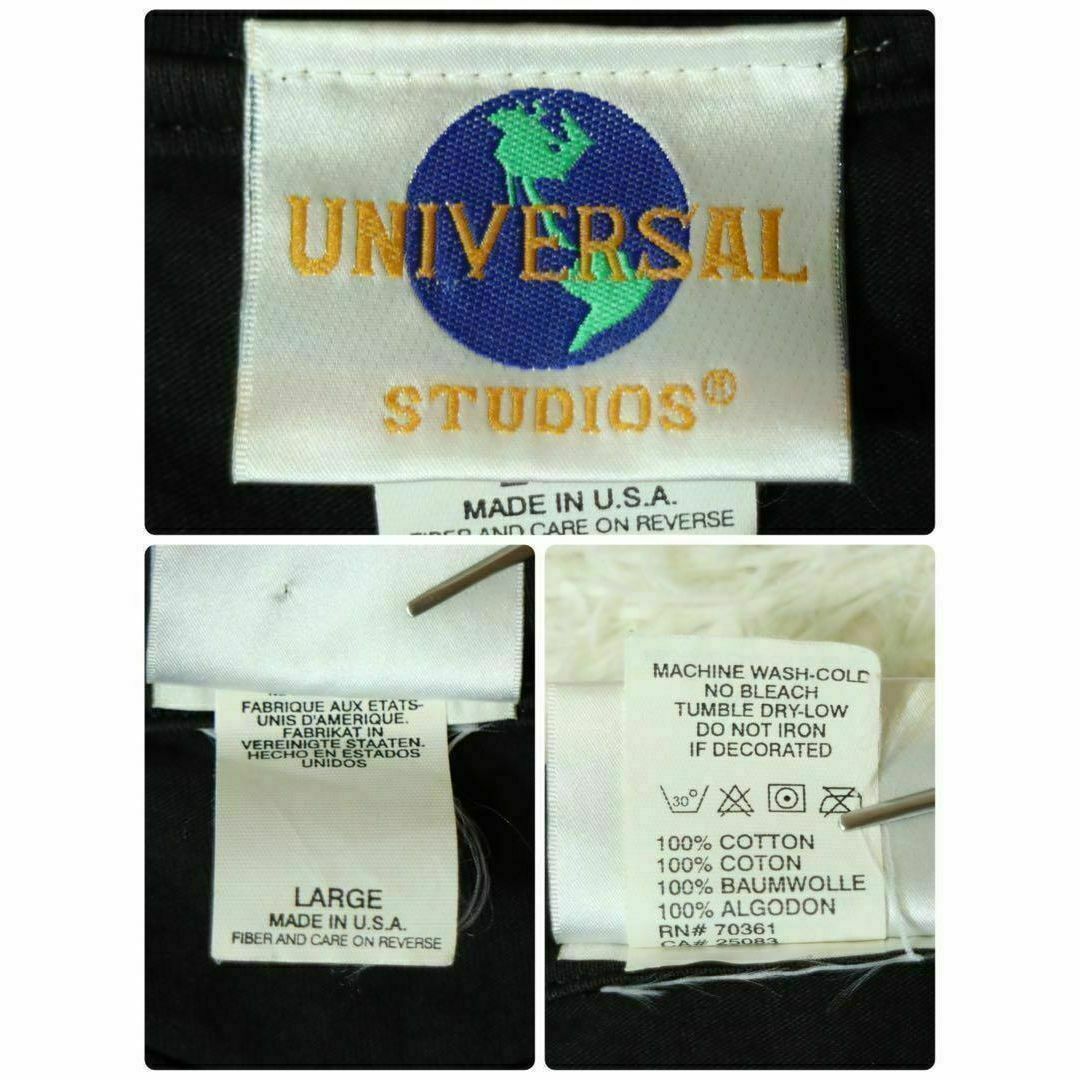 UNIVERSAL
STUDIOS®
MADE IN U.S.A.
FIBER AND CARE ON REVERSE
FABRIQUE AUX ETATS-
UNIS D'AMERIQUE.
FABRIKAT IN
VEREINIGTE STAATEN.
HECHO EN ESTADOS
UNIDOS
LARGE
MADE IN U.S.A.
FIBER AND CARE ON REVERSE
MACHINE WASH-COLD
NO BLEACH
TUMBLE DRY-LOW
DO NOT IRON
IF DECORATED
30°
100% COTTON
100% COTON
100% BAUMWOLLE
100% ALGODON
RN# 70361
CA# 25083